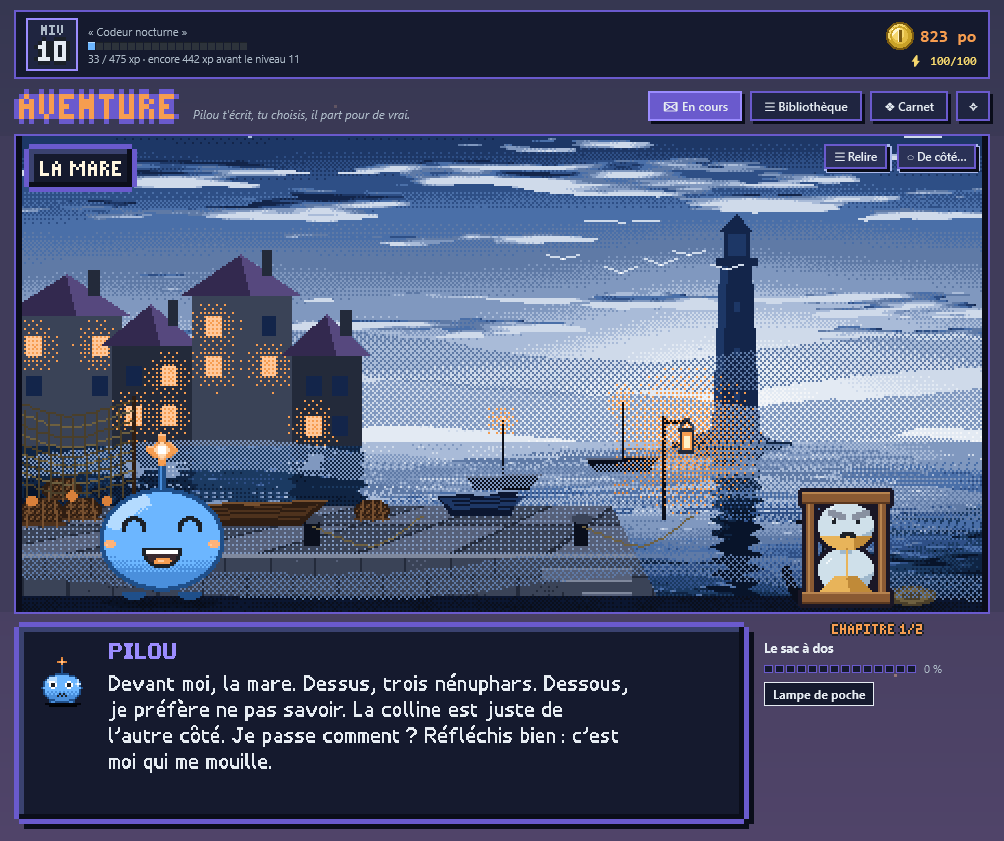 NIV
10
« Codeur nocturne »
33 / 475 xp · encore 442 xp avant le niveau 11
823 po
100/100
AVENTURE
Pilou t'écrit, tu choisis, il part pour de vrai.
En cours
Bibliothèque
Carnet
LA MARE
Relire
De côté…
PILOU
Devant moi, la mare. Dessus, trois nénuphars. Dessous,
je préfère ne pas savoir. La colline est juste de
l'autre côté. Je passe comment ? Réfléchis bien : c'est
moi qui me mouille.
CHAPITRE 1/2
Le sac à dos
0 %
Lampe de poche